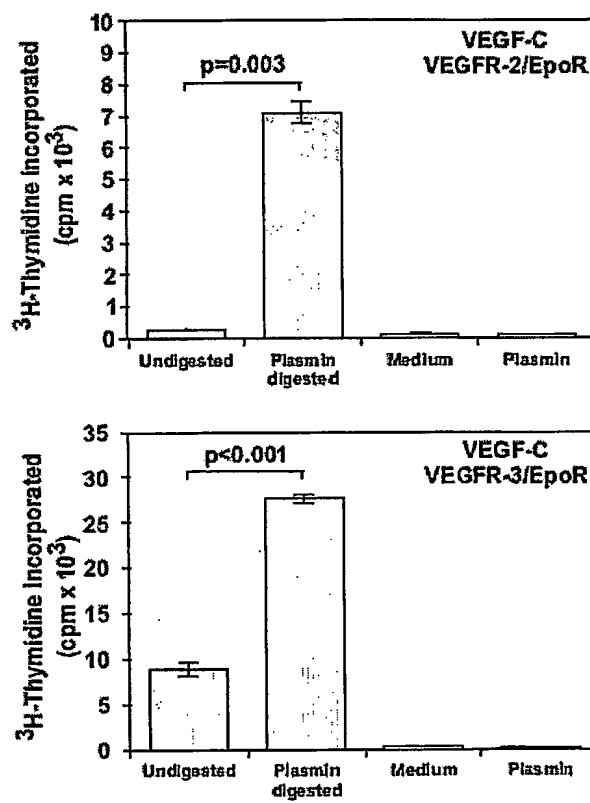 VEGF-C
VEGFR-2/EpoR
p=0.003
³H-Thymidine Incorporated
(cpm x 10³)
10
9
8
7
6
5
4
3
2
1
0
Undigested
Plasmin
digested
Medium
Plasmin
VEGF-C
VEGFR-3/EpoR
p<0.001
³H-Thymidine Incorporated
(cpm x 10³)
35
30
25
20
15
10
5
0
Undigested
Plasmin
digested
Medium
Plasmin